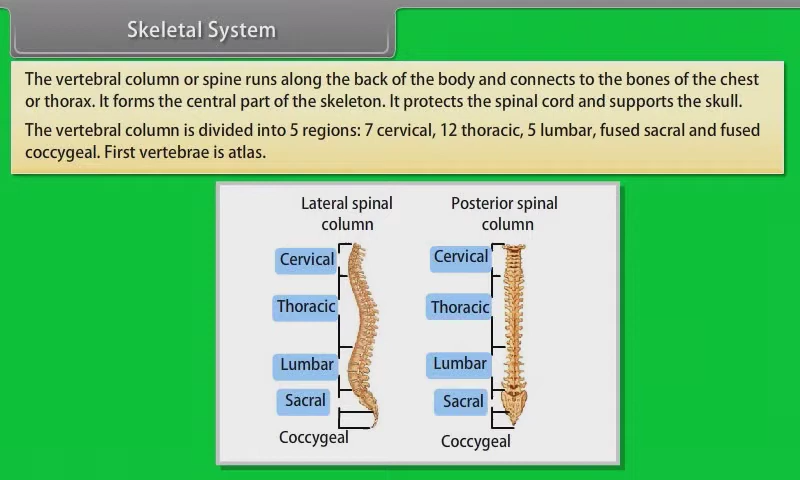 Skeletal System
The vertebral column or spine runs along the back of the body and connects to the bones of the chest
or thorax. It forms the central part of the skeleton. It protects the spinal cord and supports the skull.
The vertebral column is divided into 5 regions: 7 cervical, 12 thoracic, 5 lumbar, fused sacral and fused
coccygeal. First vertebrae is atlas.
Lateral spinal
column
Cervical
Thoracic
Lumbar
Sacral
Coccygeal
Posterior spinal
column
Cervical
Thoracic
Lumbar
Sacral
Coccygeal